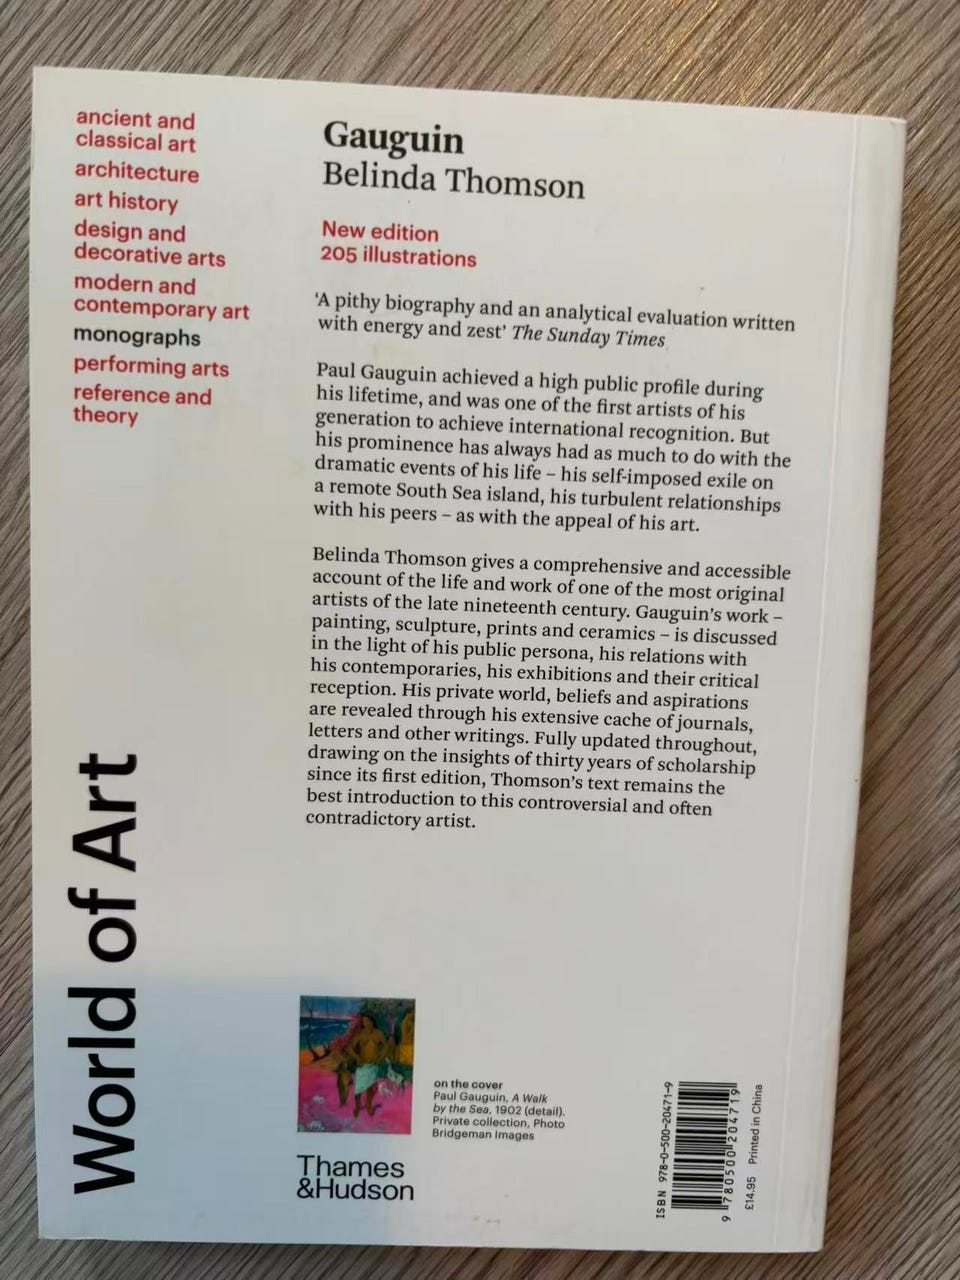 ancient and
classical art
architecture
art history
design and
decorative arts
modern and
contemporary art
monographs
performing arts
reference and
theory
World of Art
Gauguin
Belinda Thomson
New edition
205 illustrations
‘A pithy biography and an analytical evaluation written
with energy and zest’ The Sunday Times
Paul Gauguin achieved a high public profile during
his lifetime, and was one of the first artists of his
generation to achieve international recognition. But
his prominence has always had as much to do with the
dramatic events of his life – his self-imposed exile on
a remote South Sea island, his turbulent relationships
with his peers – as with the appeal of his art.
Belinda Thomson gives a comprehensive and accessible
account of the life and work of one of the most original
artists of the late nineteenth century. Gauguin’s work –
painting, sculpture, prints and ceramics – is discussed
in the light of his public persona, his relations with
his contemporaries, his exhibitions and their critical
reception. His private world, beliefs and aspirations
are revealed through his extensive cache of journals,
letters and other writings. Fully updated throughout,
drawing on the insights of thirty years of scholarship
since its first edition, Thomson’s text remains the
best introduction to this controversial and often
contradictory artist.
on the cover
Paul Gauguin, A Walk
by the Sea, 1902 (detail).
Private collection, Photo
Bridgeman Images
Thames
&Hudson
ISBN 978-0-500-20471-9
9 780500 204719
£14.95 Printed in China